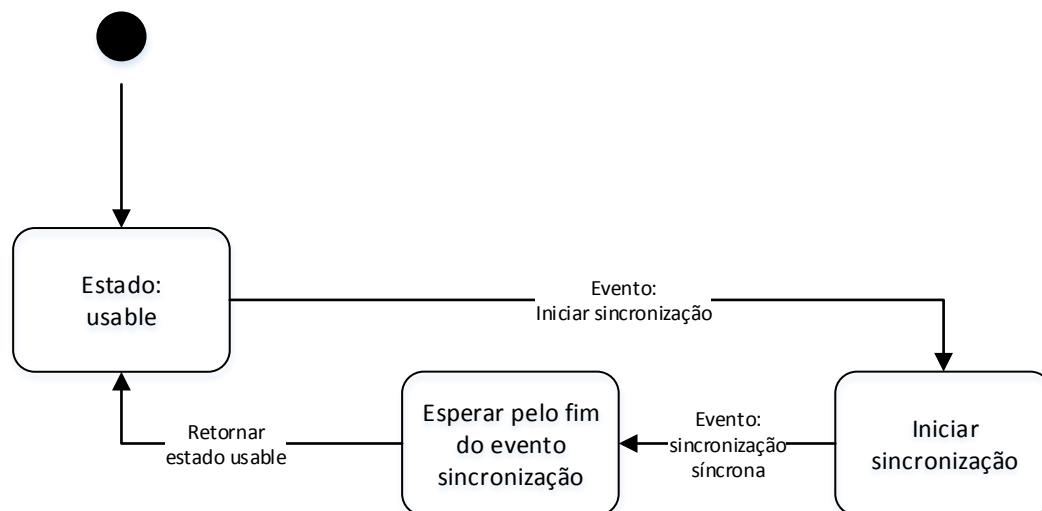 Estado:
usable
Evento:
Iniciar sincronização
Esperar pelo fim
do evento
sincronização
Retornar
estado usable
Evento:
sincronização
síncrona
Iniciar
sincronização